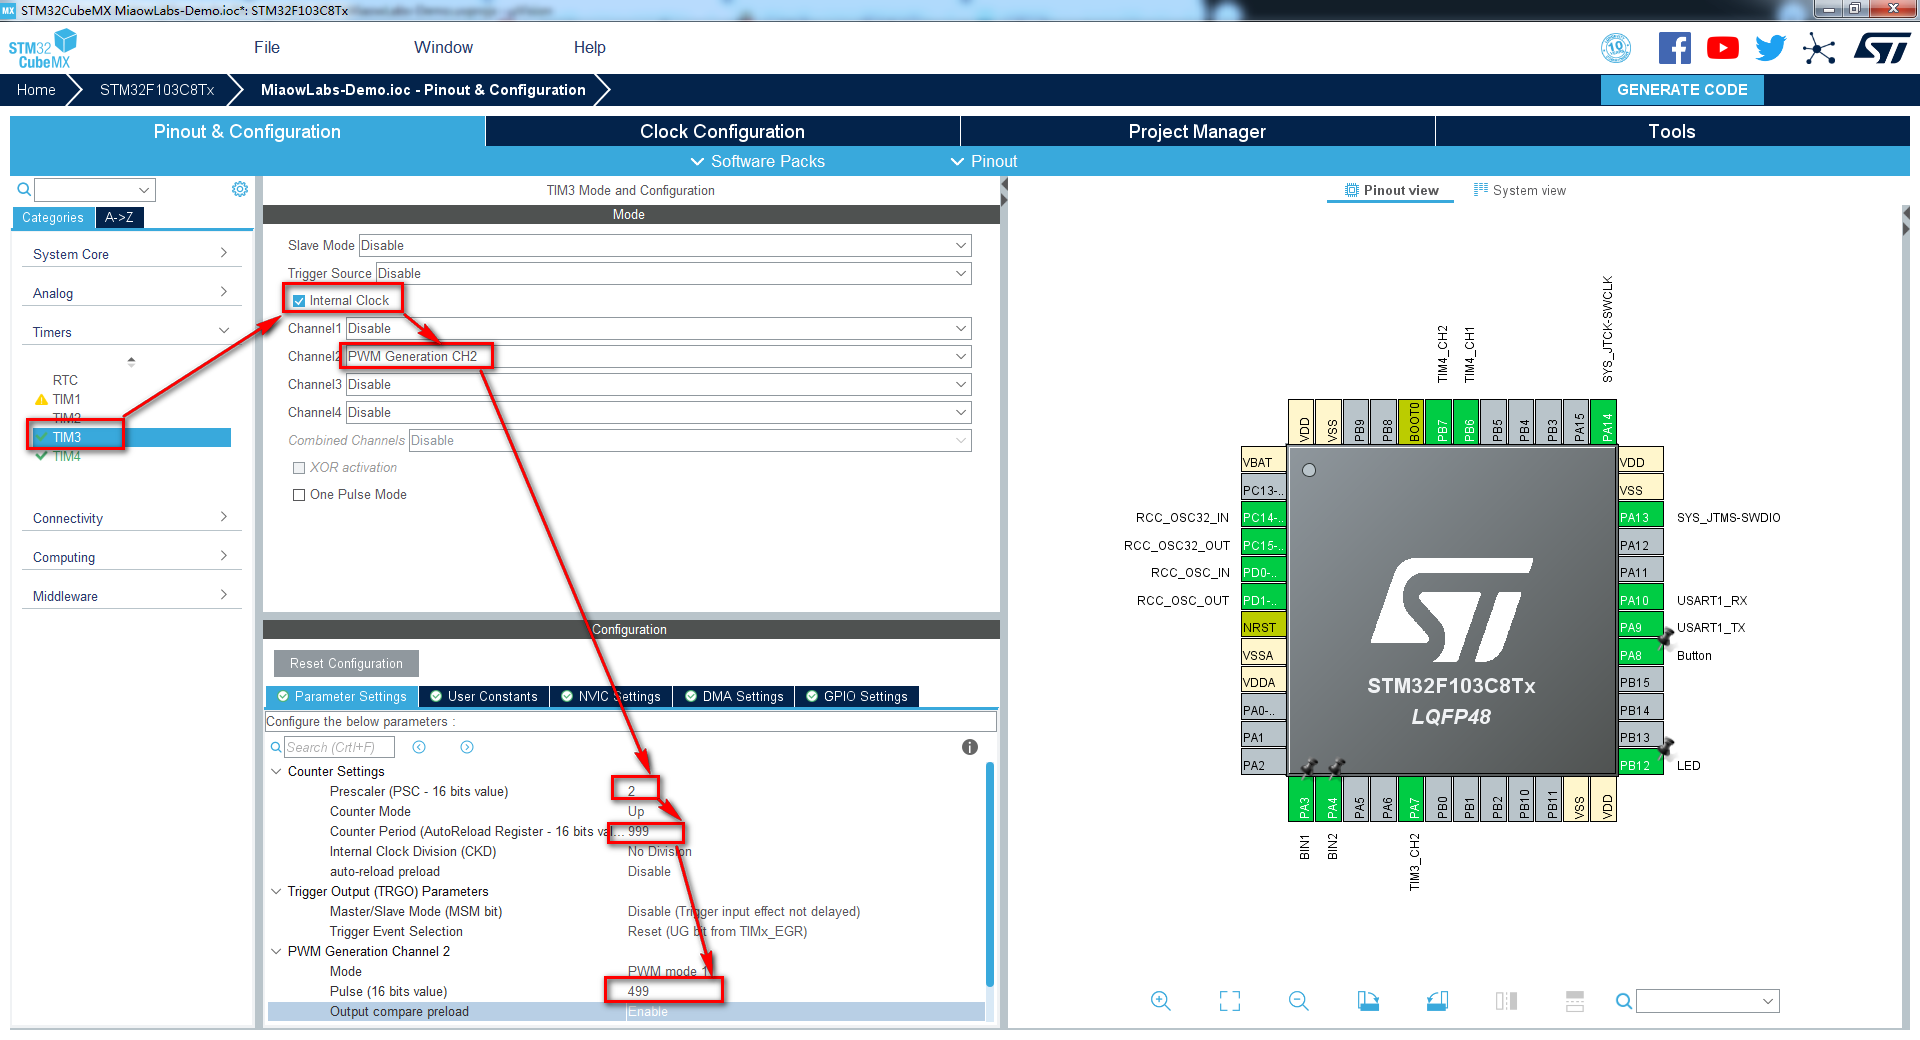 STM32CubeMX MiaowLabs-Demo.ioc*: STM32F103C8Tx
MX
STM32
CubeMX
File
Window
Help
10
ST
Home
STM32F103C8Tx
MiaowLabs-Demo.ioc - Pinout & Configuration
GENERATE CODE
Pinout & Configuration
Clock Configuration
Project Manager
Tools
Software Packs
Pinout
Categories
A->Z
System Core
Analog
Timers
RTC
TIM1
TIM2
TIM3
TIM4
Connectivity
Computing
Middleware
TIM3 Mode and Configuration
Mode
Slave Mode Disable
Trigger Source Disable
Internal Clock
Channel1 Disable
Channel2 PWM Generation CH2
Channel3 Disable
Channel4 Disable
Combined Channels Disable
XOR activation
One Pulse Mode
Configuration
Reset Configuration
Parameter Settings
User Constants
NVIC Settings
DMA Settings
GPIO Settings
Configure the below parameters :
Search (Crtl+F)
Counter Settings
Prescaler (PSC - 16 bits value) 2
Counter Mode Up
Counter Period (AutoReload Register - 16 bits val... 999
Internal Clock Division (CKD) No Division
auto-reload preload Disable
Trigger Output (TRGO) Parameters
Master/Slave Mode (MSM bit) Disable (Trigger input effect not delayed)
Trigger Event Selection Reset (UG bit from TIMx_EGR)
PWM Generation Channel 2
Mode PWM mode 1
Pulse (16 bits value) 499
Output compare preload Enable
Pinout view
System view
TIM4_CH2
TIM4_CH1
SYS_JTCK-SWCLK
VDD
VSS
PB9
PB8
BOOT0
PB7
PB6
PB5
PB4
PB3
PA15
PA14
VBAT
PC13-..
RCC_OSC32_IN PC14-..
RCC_OSC32_OUT PC15-..
RCC_OSC_IN PD0-..
RCC_OSC_OUT PD1-..
NRST
VSSA
VDDA
PA0-..
PA1
PA2
VDD
VSS
PA13 SYS_JTMS-SWDIO
PA12
PA11
PA10 USART1_RX
PA9 USART1_TX
PA8 Button
PB15
PB14
PB13
PB12 LED
ST
STM32F103C8Tx
LQFP48
PA3
PA4
PA5
PA6
PA7
PB0
PB1
PB2
PB10
PB11
VSS
VDD
BIN1
BIN2
TIM3_CH2